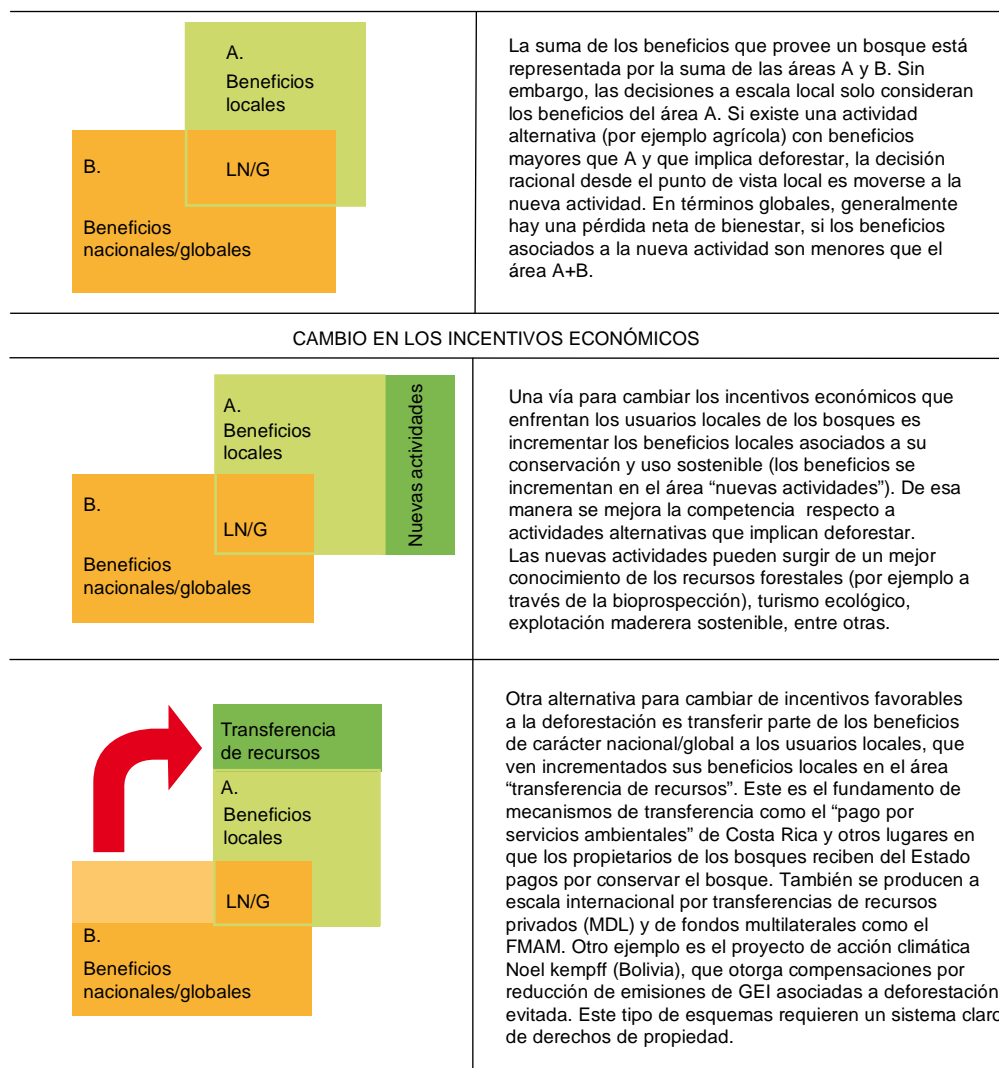 A.
Beneficios
locales
B.
LN/G
Beneficios
nacionales/globales
La suma de los beneficios que provee un bosque está
representada por la suma de las áreas A y B. Sin
embargo, las decisiones a escala local solo consideran
los beneficios del área A. Si existe una actividad
alternativa (por ejemplo agrícola) con beneficios
mayores que A y que implica deforestar, la decisión
racional desde el punto de vista local es moverse a la
nueva actividad. En términos globales, generalmente
hay una pérdida neta de bienestar, si los beneficios
asociados a la nueva actividad son menores que el
área A+B.
CAMBIO EN LOS INCENTIVOS ECONÓMICOS
A.
Beneficios
locales
Nuevas actividades
B.
LN/G
Beneficios
nacionales/globales
Una vía para cambiar los incentivos económicos que
enfrentan los usuarios locales de los bosques es
incrementar los beneficios locales asociados a su
conservación y uso sostenible (los beneficios se
incrementan en el área “nuevas actividades”). De esa
manera se mejora la competencia respecto a
actividades alternativas que implican deforestar.
Las nuevas actividades pueden surgir de un mejor
conocimiento de los recursos forestales (por ejemplo a
través de la bioprospección), turismo ecológico,
explotación maderera sostenible, entre otras.
Transferencia
de recursos
A.
Beneficios
locales
LN/G
B.
Beneficios
nacionales/globales
Otra alternativa para cambiar de incentivos favorables
a la deforestación es transferir parte de los beneficios
de carácter nacional/global a los usuarios locales, que
ven incrementados sus beneficios locales en el área
“transferencia de recursos”. Este es el fundamento de
mecanismos de transferencia como el “pago por
servicios ambientales” de Costa Rica y otros lugares en
que los propietarios de los bosques reciben del Estado
pagos por conservar el bosque. También se producen a
escala internacional por transferencias de recursos
privados (MDL) y de fondos multilaterales como el
FMAM. Otro ejemplo es el proyecto de acción climática
Noel kempff (Bolivia), que otorga compensaciones por
reducción de emisiones de GEI asociadas a deforestación
evitada. Este tipo de esquemas requieren un sistema claro
de derechos de propiedad.